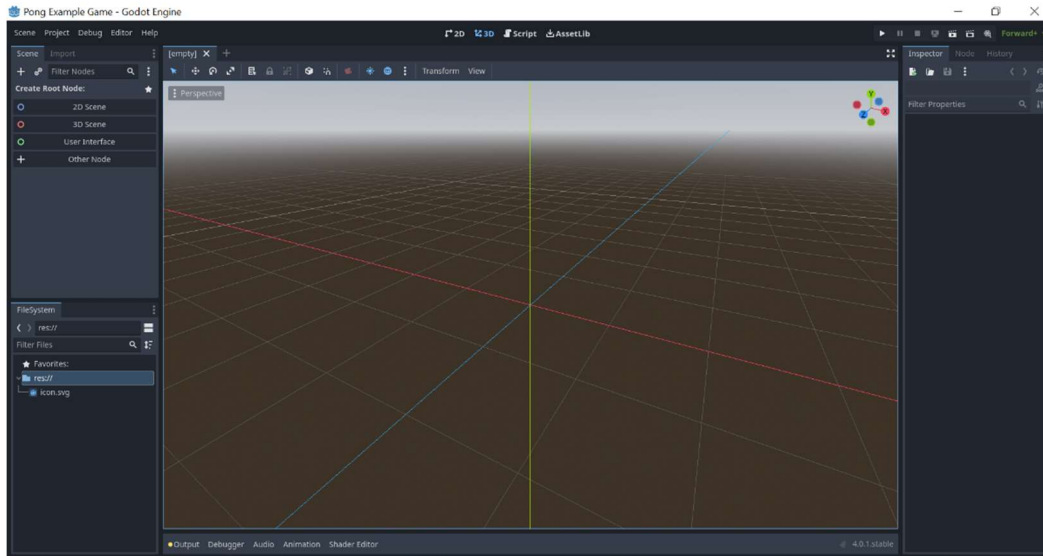 Pong Example Game - Godot Engine
Scene Project Debug Editor Help
2D 3D Script AssetLib
Forward+
Scene Import
[empty]
Inspector Node History
Filter Nodes
Transform View
Create Root Node:
Perspective
2D Scene
3D Scene
User Interface
Other Node
Filter Properties
Y
X
Z
FileSystem
res://
Filter Files
Favorites:
res://
icon.svg
Output Debugger Audio Animation Shader Editor
4.0.1.stable